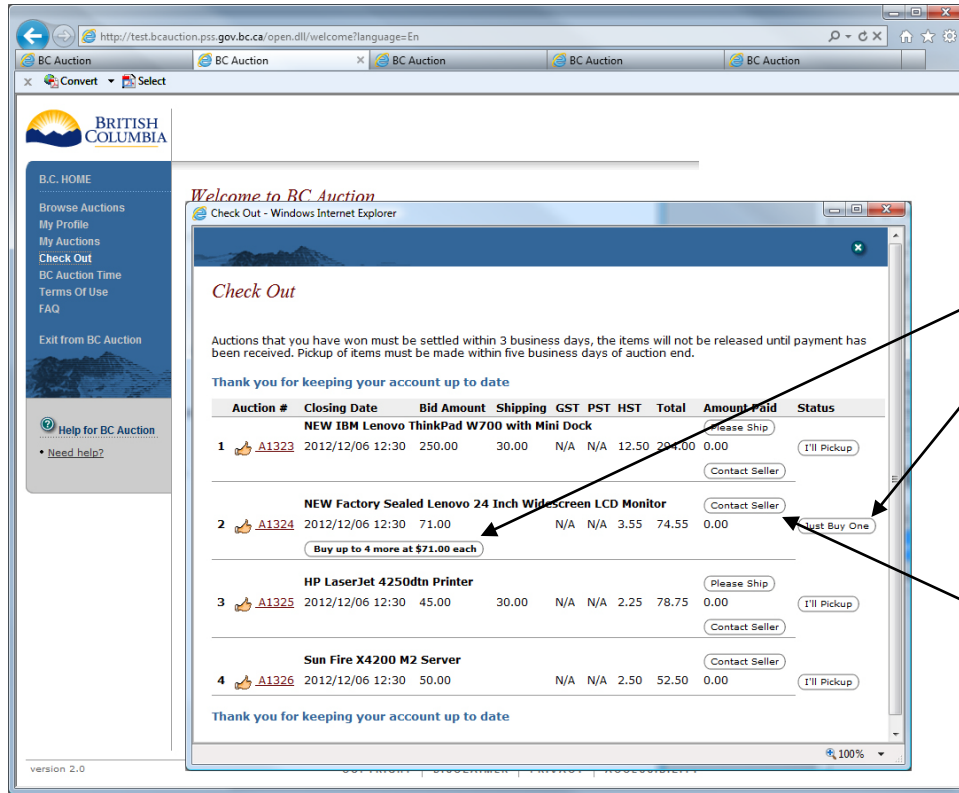 http://test.bcauction.pss.gov.bc.ca/open.dll/welcome?language=En
BC Auction
BC Auction
BC Auction
BC Auction
BC Auction
Convert Select
BRITISH
COLUMBIA
B.C. HOME
Browse Auctions
My Profile
My Auctions
Check Out
BC Auction Time
Terms Of Use
FAQ
Exit from BC Auction
Help for BC Auction
• Need help?
version 2.0
Welcome to BC Auction
Check Out - Windows Internet Explorer
Check Out
Auctions that you have won must be settled within 3 business days, the items will not be released until payment has
been received. Pickup of items must be made within five business days of auction end.
Thank you for keeping your account up to date
Auction # Closing Date Bid Amount Shipping GST PST HST Total Amount Paid Status
NEW IBM Lenovo ThinkPad W700 with Mini Dock Please Ship
1 A1323 2012/12/06 12:30 250.00 30.00 N/A N/A 12.50 294.00 0.00 I'll Pickup
Contact Seller
NEW Factory Sealed Lenovo 24 Inch Widescreen LCD Monitor Contact Seller
2 A1324 2012/12/06 12:30 71.00 N/A N/A 3.55 74.55 0.00 Just Buy One
Buy up to 4 more at $71.00 each
HP LaserJet 4250dtn Printer Please Ship
3 A1325 2012/12/06 12:30 45.00 30.00 N/A N/A 2.25 78.75 0.00 I'll Pickup
Contact Seller
Sun Fire X4200 M2 Server Contact Seller
4 A1326 2012/12/06 12:30 50.00 N/A N/A 2.50 52.50 0.00 I'll Pickup
Thank you for keeping your account up to date
100%